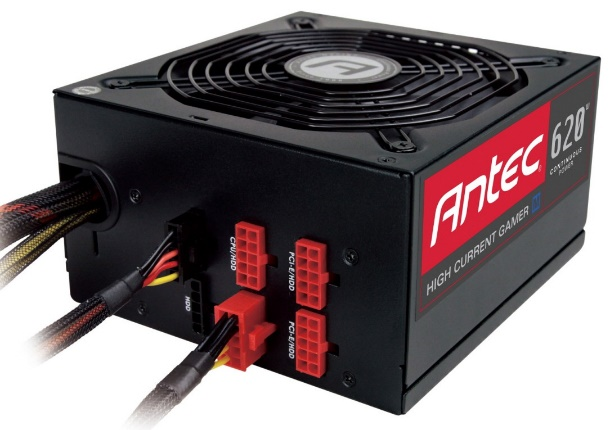 Antec
620W
CONTINUOUS
POWER
HIGH CURRENT GAMER M
CPU/HDD
PCI-E/HDD
HDD
PCI-E/HDD